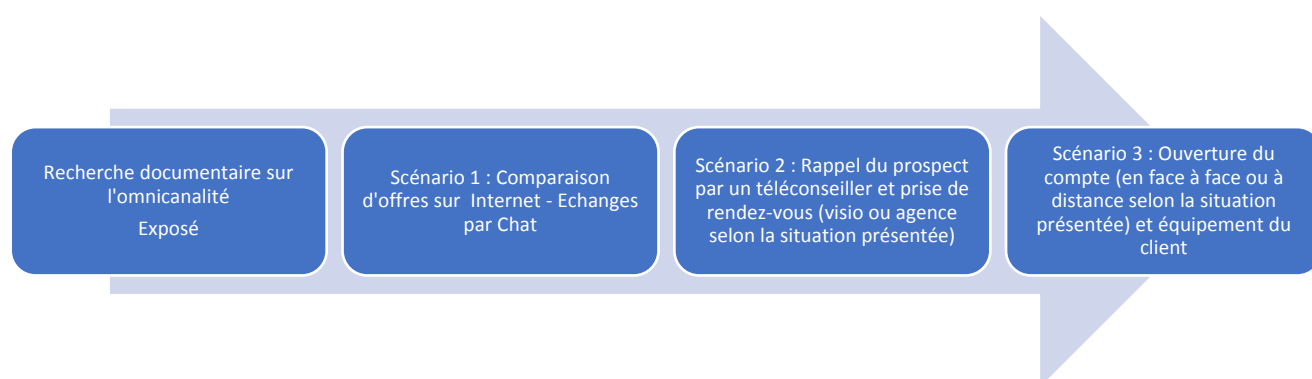 Recherche documentaire sur
l'omnicanalité
Exposé
Scénario 1 : Comparaison
d'offres sur Internet - Echanges
par Chat
Scénario 2 : Rappel du prospect
par un téléconseiller et prise de
rendez-vous (visio ou agence
selon la situation présentée)
Scénario 3 : Ouverture du
compte (en face à face ou à
distance selon la situation
présentée) et équipement du
client